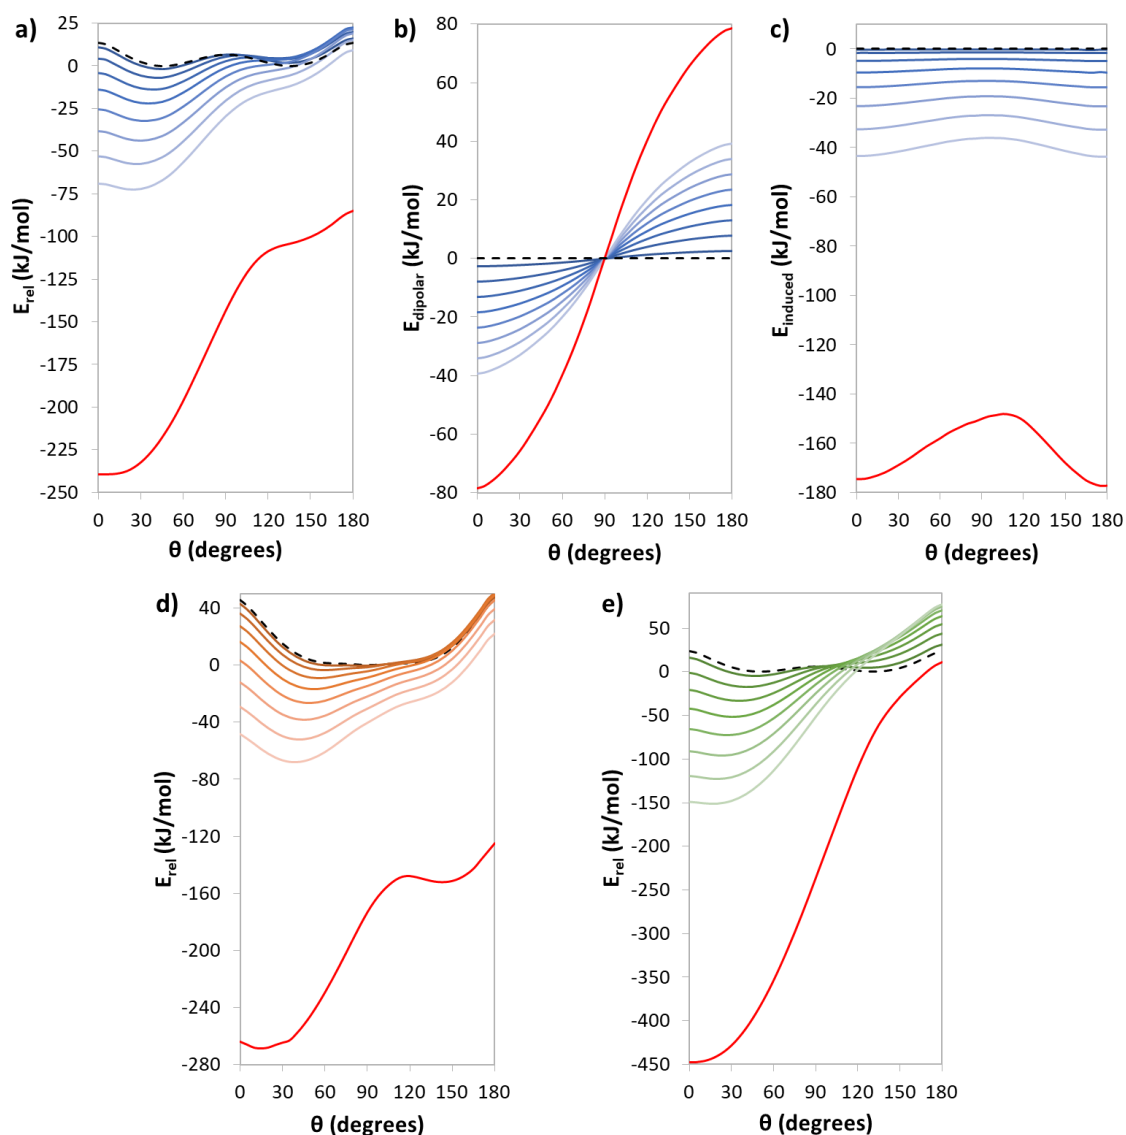 a)
25
0
-25
-50
-75
-100
-125
-150
-175
-200
-225
-250
E_rel (kJ/mol)
0 30 60 90 120 150 180
θ (degrees)
b)
80
60
40
20
0
-20
-40
-60
-80
E_dipolar (kJ/mol)
0 30 60 90 120 150 180
θ (degrees)
c)
0
-20
-40
-60
-80
-100
-120
-140
-160
-180
E_induced (kJ/mol)
0 30 60 90 120 150 180
θ (degrees)
d)
40
0
-40
-80
-120
-160
-200
-240
-280
E_rel (kJ/mol)
0 30 60 90 120 150 180
θ (degrees)
e)
50
0
-50
-100
-150
-200
-250
-300
-350
-400
-450
E_rel (kJ/mol)
0 30 60 90 120 150 180
θ (degrees)